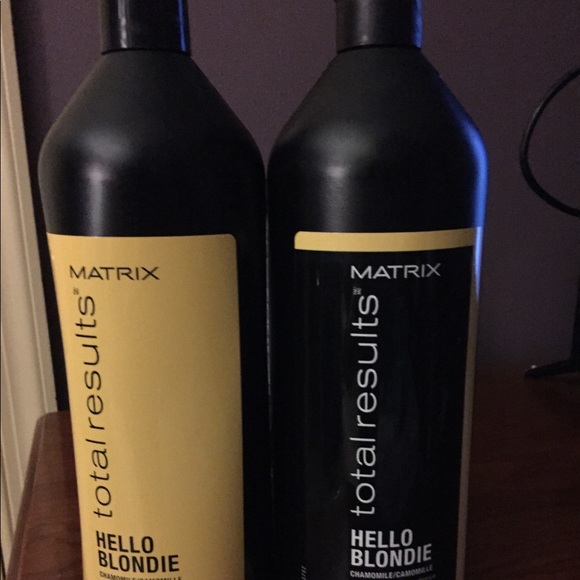 MATRIX
total results
HELLO
BLONDIE
CHAMOMILE/CAMOMILLE
MATRIX
total results
HELLO
BLONDIE
CHAMOMILE/CAMOMILLE